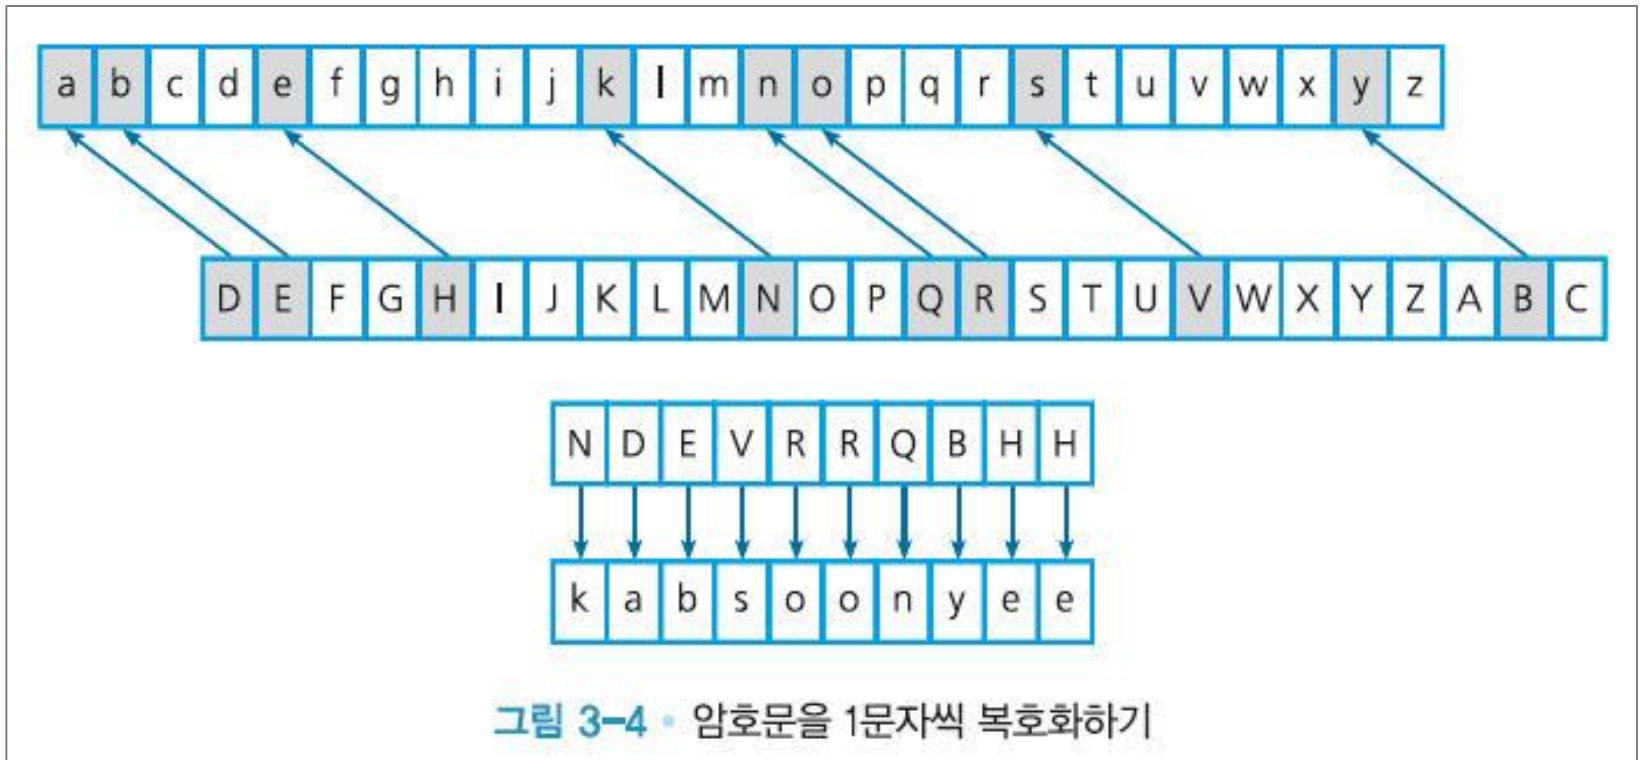 a b c d e f g h i j k l m n o p q r s t u v w x y z
D E F G H I J K L M N O P Q R S T U V W X Y Z A B C
N D E V R R Q B H H
k a b s o o n y e e
그림 3-4 • 암호문을 1문자씩 복호화하기